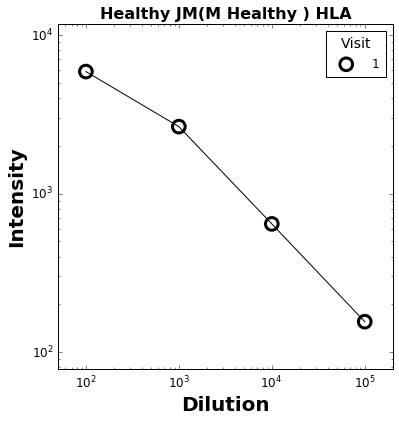 Healthy JM(M Healthy ) HLA
Visit
1
10⁴
10³
10²
Intensity
10² 10³ 10⁴ 10⁵
Dilution